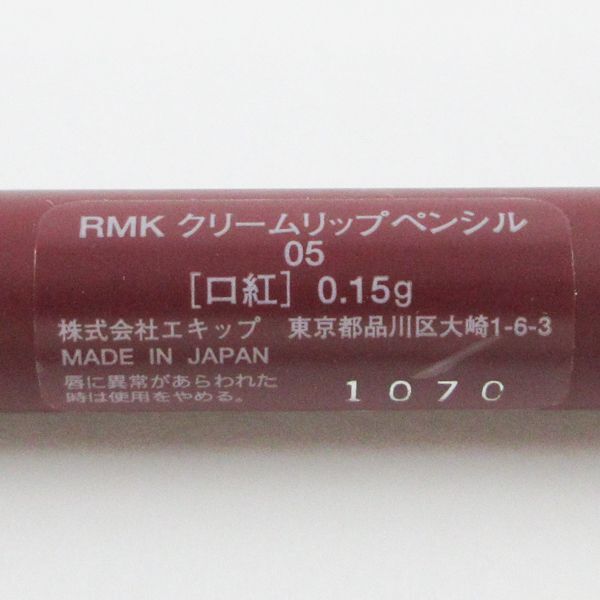 RMK クリームリップペンシル
05
[口紅] 0.15g
株式会社エキップ 東京都品川区大崎1-6-3
MADE IN JAPAN
唇に異常があらわれた
時は使用をやめる。
1070